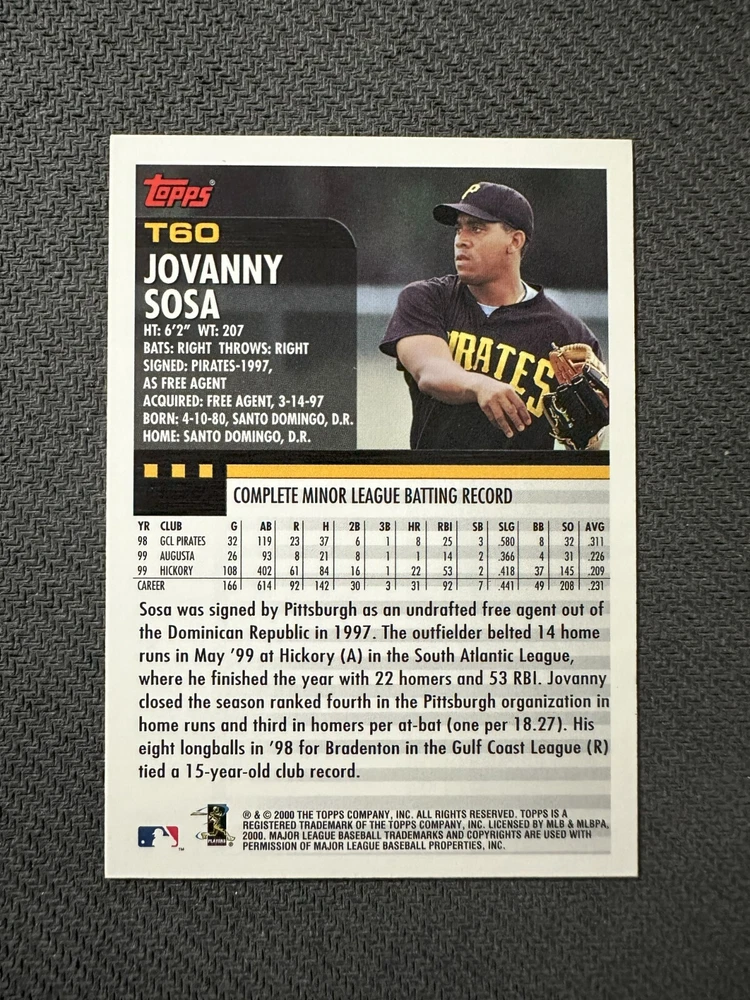 Topps®
T60
JOVANNY
SOSA
HT: 6'2" WT: 207
BATS: RIGHT THROWS: RIGHT
SIGNED: PIRATES-1997,
AS FREE AGENT
ACQUIRED: FREE AGENT, 3-14-97
BORN: 4-10-80, SANTO DOMINGO, D.R.
HOME: SANTO DOMINGO, D.R.
P
PIRATES
COMPLETE MINOR LEAGUE BATTING RECORD
YR CLUB G AB R H 2B 3B HR RBI SB SLG BB SO AVG
98 GCL PIRATES 32 119 23 37 6 1 8 25 3 .580 8 32 .311
99 AUGUSTA 26 93 8 21 8 1 1 14 2 .366 4 31 .226
99 HICKORY 108 402 61 84 16 1 22 53 2 .418 37 145 .209
CAREER 166 614 92 142 30 3 31 92 7 .441 49 208 .231
Sosa was signed by Pittsburgh as an undrafted free agent out of
the Dominican Republic in 1997. The outfielder belted 14 home
runs in May '99 at Hickory (A) in the South Atlantic League,
where he finished the year with 22 homers and 53 RBI. Jovanny
closed the season ranked fourth in the Pittsburgh organization in
home runs and third in homers per at-bat (one per 18.27). His
eight longballs in '98 for Bradenton in the Gulf Coast League (R)
tied a 15-year-old club record.
TM
PLAYERS
®
® & © 2000 THE TOPPS COMPANY, INC. ALL RIGHTS RESERVED. TOPPS IS A
REGISTERED TRADEMARK OF THE TOPPS COMPANY, INC. LICENSED BY MLB & MLBPA,
2000. MAJOR LEAGUE BASEBALL TRADEMARKS AND COPYRIGHTS ARE USED WITH
PERMISSION OF MAJOR LEAGUE BASEBALL PROPERTIES, INC.